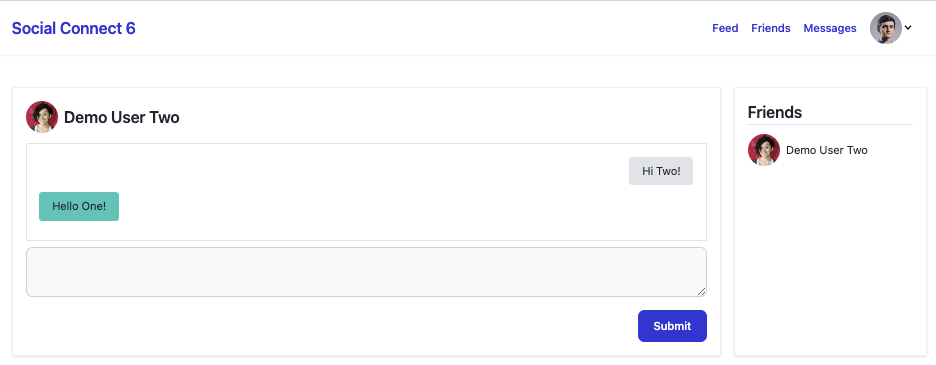 Social Connect 6
Feed Friends Messages
Demo User Two
Hi Two!
Hello One!
Submit
Friends
Demo User Two